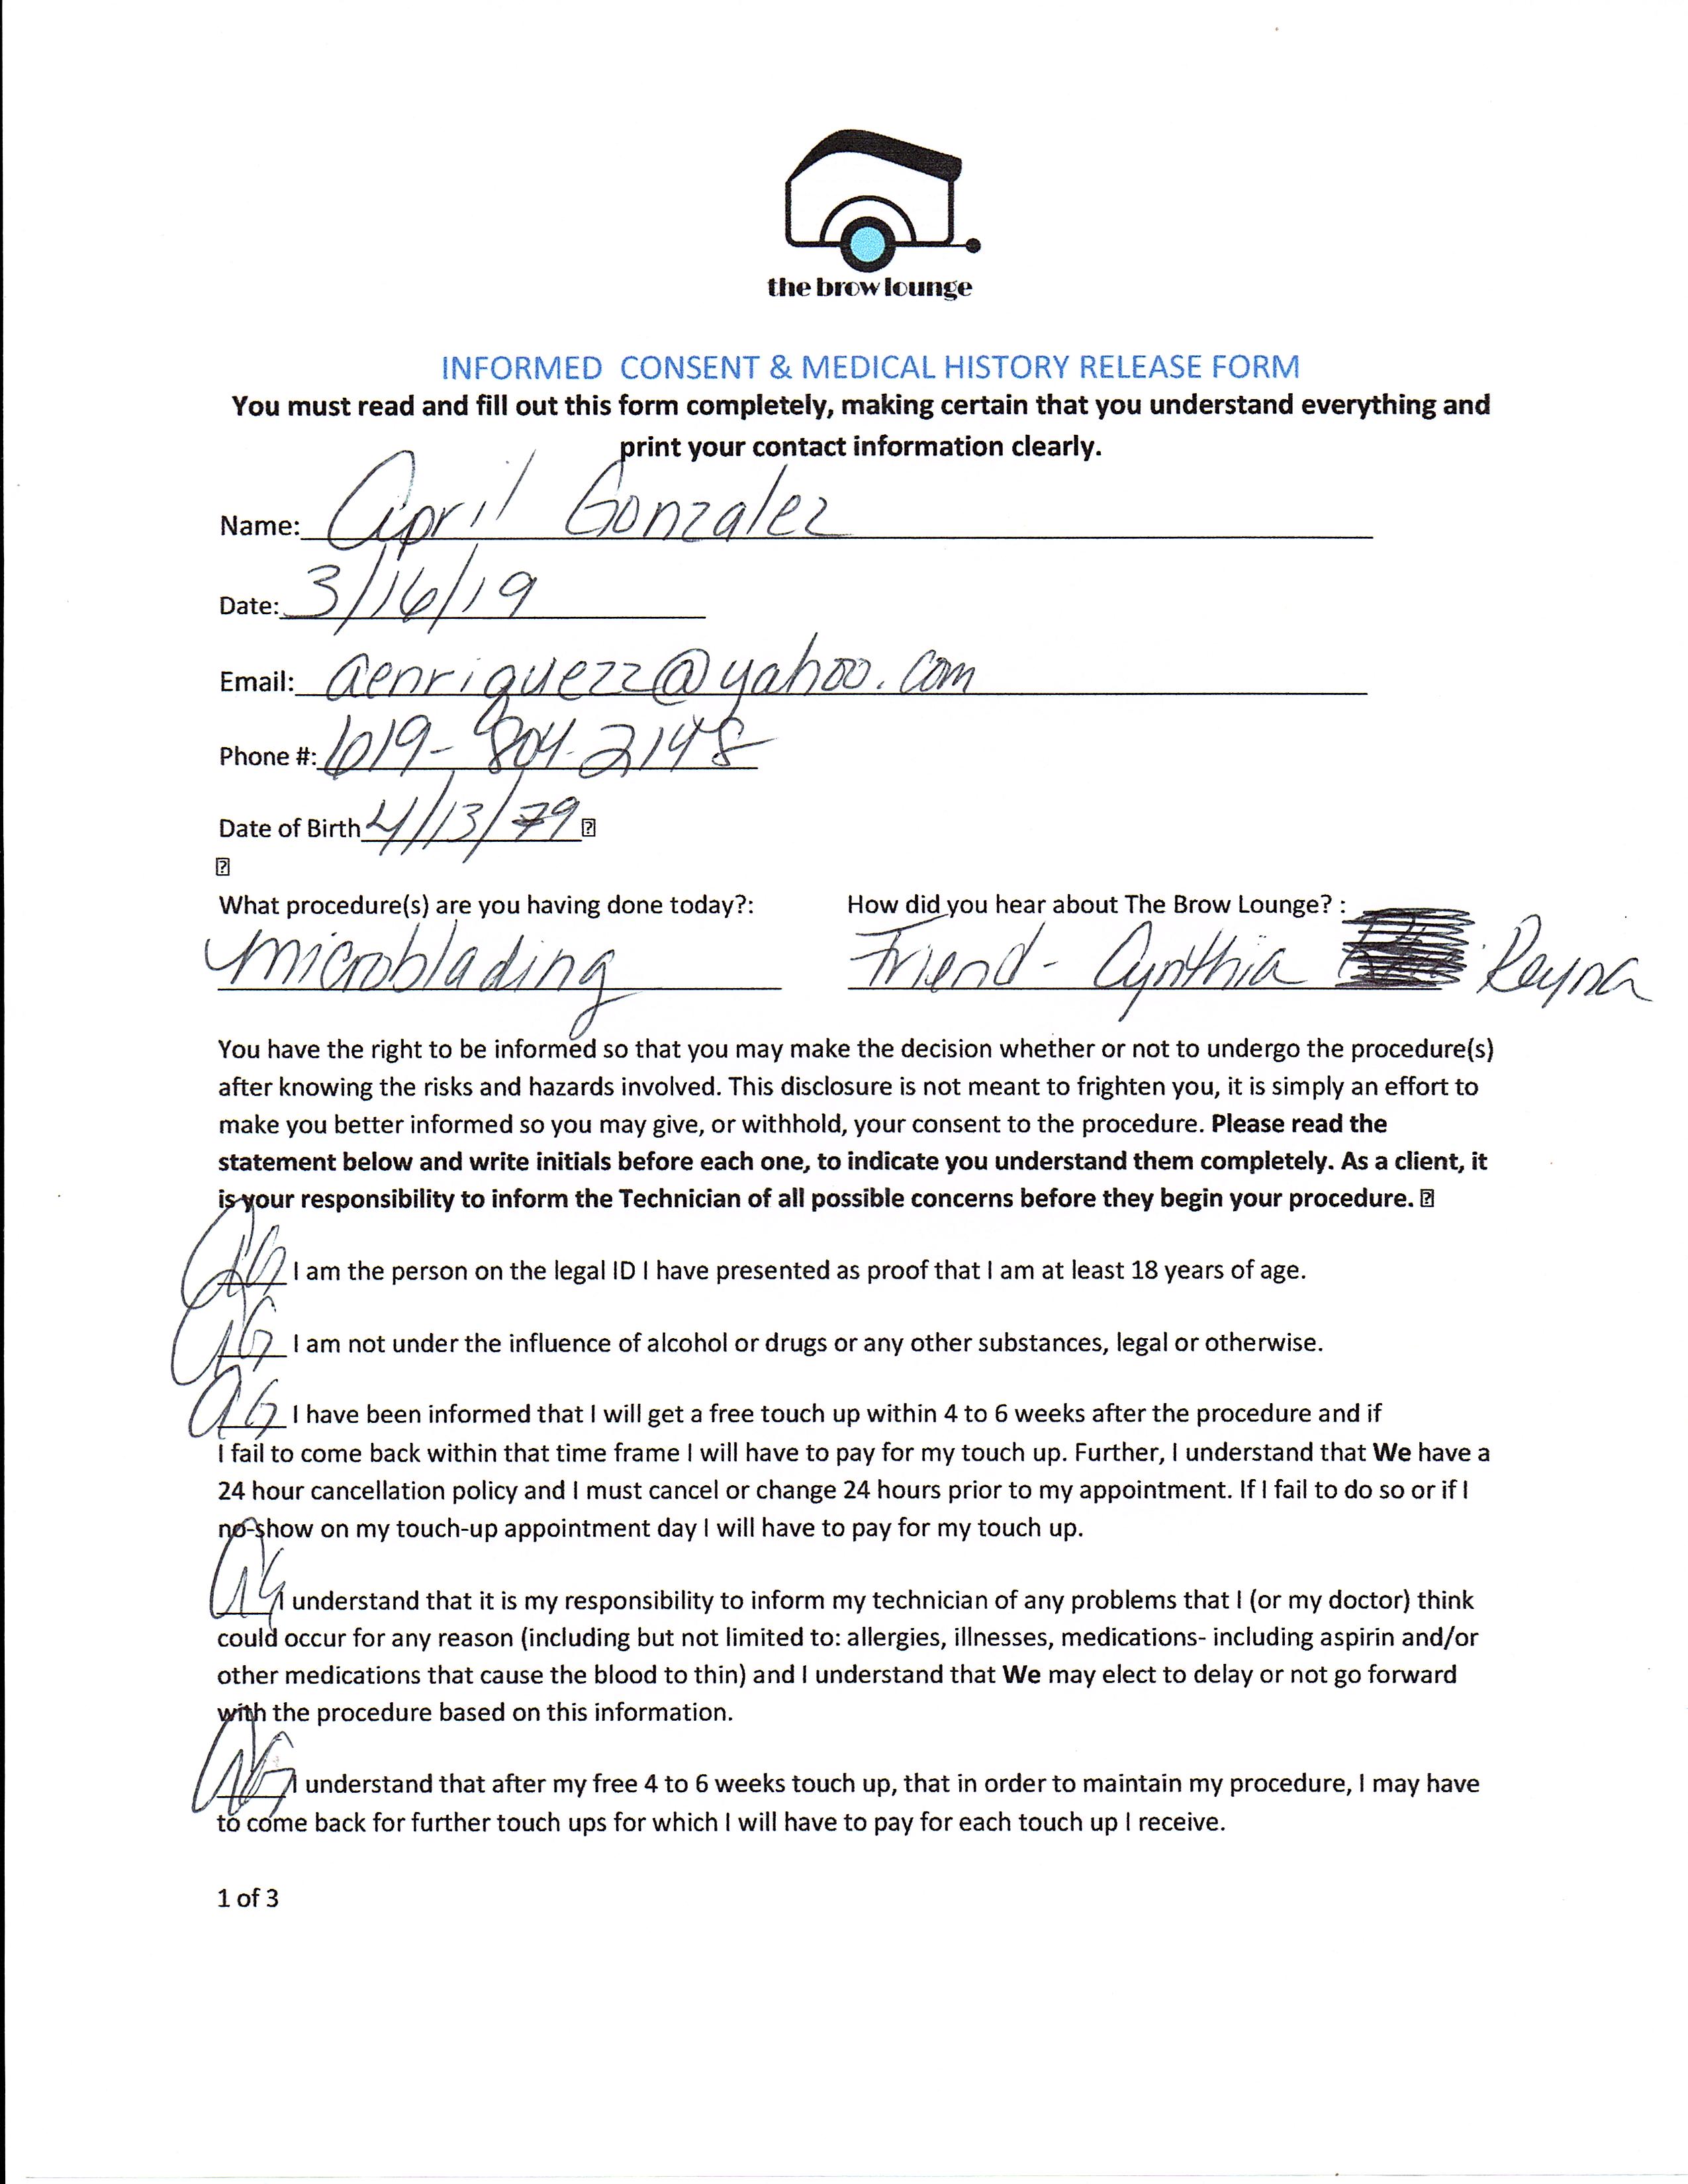 the brow lounge
INFORMED CONSENT & MEDICAL HISTORY RELEASE FORM
You must read and fill out this form completely, making certain that you understand everything and
print your contact information clearly.
Name: April Gonzalez
Date: 3/16/19
Email: aenriquezz@yahoo.com
Phone #: 619-804-2148
Date of Birth 4/13/79
What procedure(s) are you having done today?: How did you hear about The Brow Lounge? :
microblading Friend - Cynthia Reyna
You have the right to be informed so that you may make the decision whether or not to undergo the procedure(s)
after knowing the risks and hazards involved. This disclosure is not meant to frighten you, it is simply an effort to
make you better informed so you may give, or withhold, your consent to the procedure. Please read the
statement below and write initials before each one, to indicate you understand them completely. As a client, it
is your responsibility to inform the Technician of all possible concerns before they begin your procedure.
AG I am the person on the legal ID I have presented as proof that I am at least 18 years of age.
AG I am not under the influence of alcohol or drugs or any other substances, legal or otherwise.
AG I have been informed that I will get a free touch up within 4 to 6 weeks after the procedure and if
I fail to come back within that time frame I will have to pay for my touch up. Further, I understand that We have a
24 hour cancellation policy and I must cancel or change 24 hours prior to my appointment. If I fail to do so or if I
no-show on my touch-up appointment day I will have to pay for my touch up.
AG I understand that it is my responsibility to inform my technician of any problems that I (or my doctor) think
could occur for any reason (including but not limited to: allergies, illnesses, medications- including aspirin and/or
other medications that cause the blood to thin) and I understand that We may elect to delay or not go forward
with the procedure based on this information.
AG I understand that after my free 4 to 6 weeks touch up, that in order to maintain my procedure, I may have
to come back for further touch ups for which I will have to pay for each touch up I receive.
1 of 3